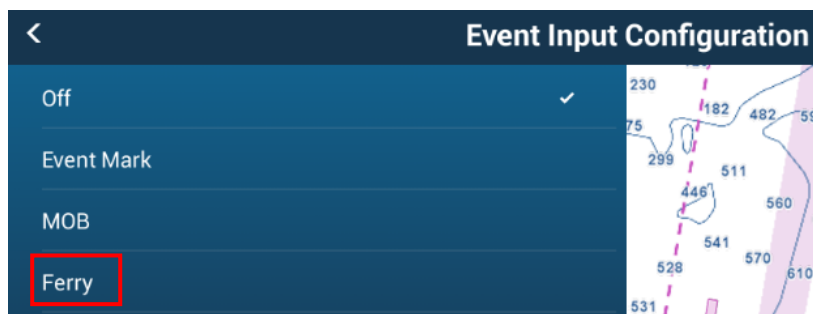 Event Input Configuration
Off
Event Mark
MOB
Ferry
230
182
482
75
299
511
446
560
541
528
570
610
531